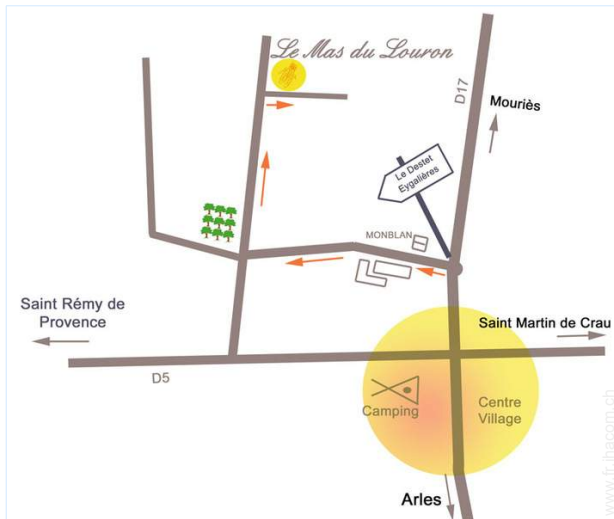 Le Mas du Louron
D17
Mouriès
Le Destet
Eygalières
MONBLAN
Saint Rémy de
Provence
Saint Martin de Crau
D5
Camping
Centre
Village
Arles
www.fr.ihacom.ch